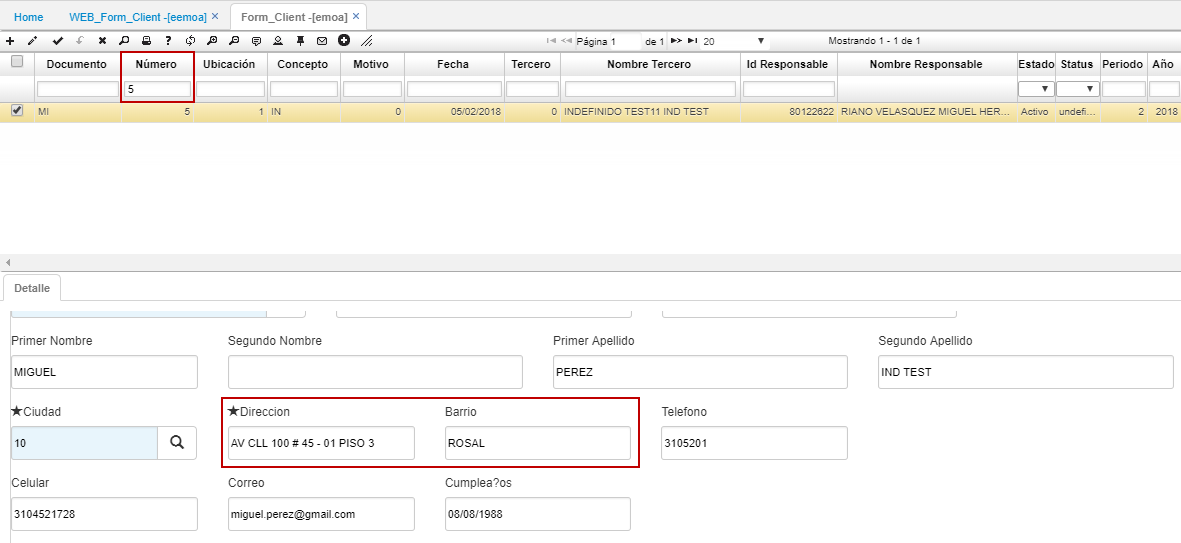 Home WEB_Form_Client -[eemoa] × Form_Client -[emoa] ×
Página 1 de 1 20 Mostrando 1 - 1 de 1
Documento Número Ubicación Concepto Motivo Fecha Tercero Nombre Tercero Id Responsable Nombre Responsable Estado Status Periodo Año
5
MI 5 1 IN 0 05/02/2018 0 INDEFINIDO TEST11 IND TEST 80122622 RIANO VELASQUEZ MIGUEL HER... Activo undefi... 2 2018
Detalle
Primer Nombre Segundo Nombre Primer Apellido Segundo Apellido
MIGUEL PEREZ IND TEST
★Ciudad ★Direccion Barrio Telefono
10 AV CLL 100 # 45 - 01 PISO 3 ROSAL 3105201
Celular Correo Cumplea?os
3104521728 miguel.perez@gmail.com 08/08/1988